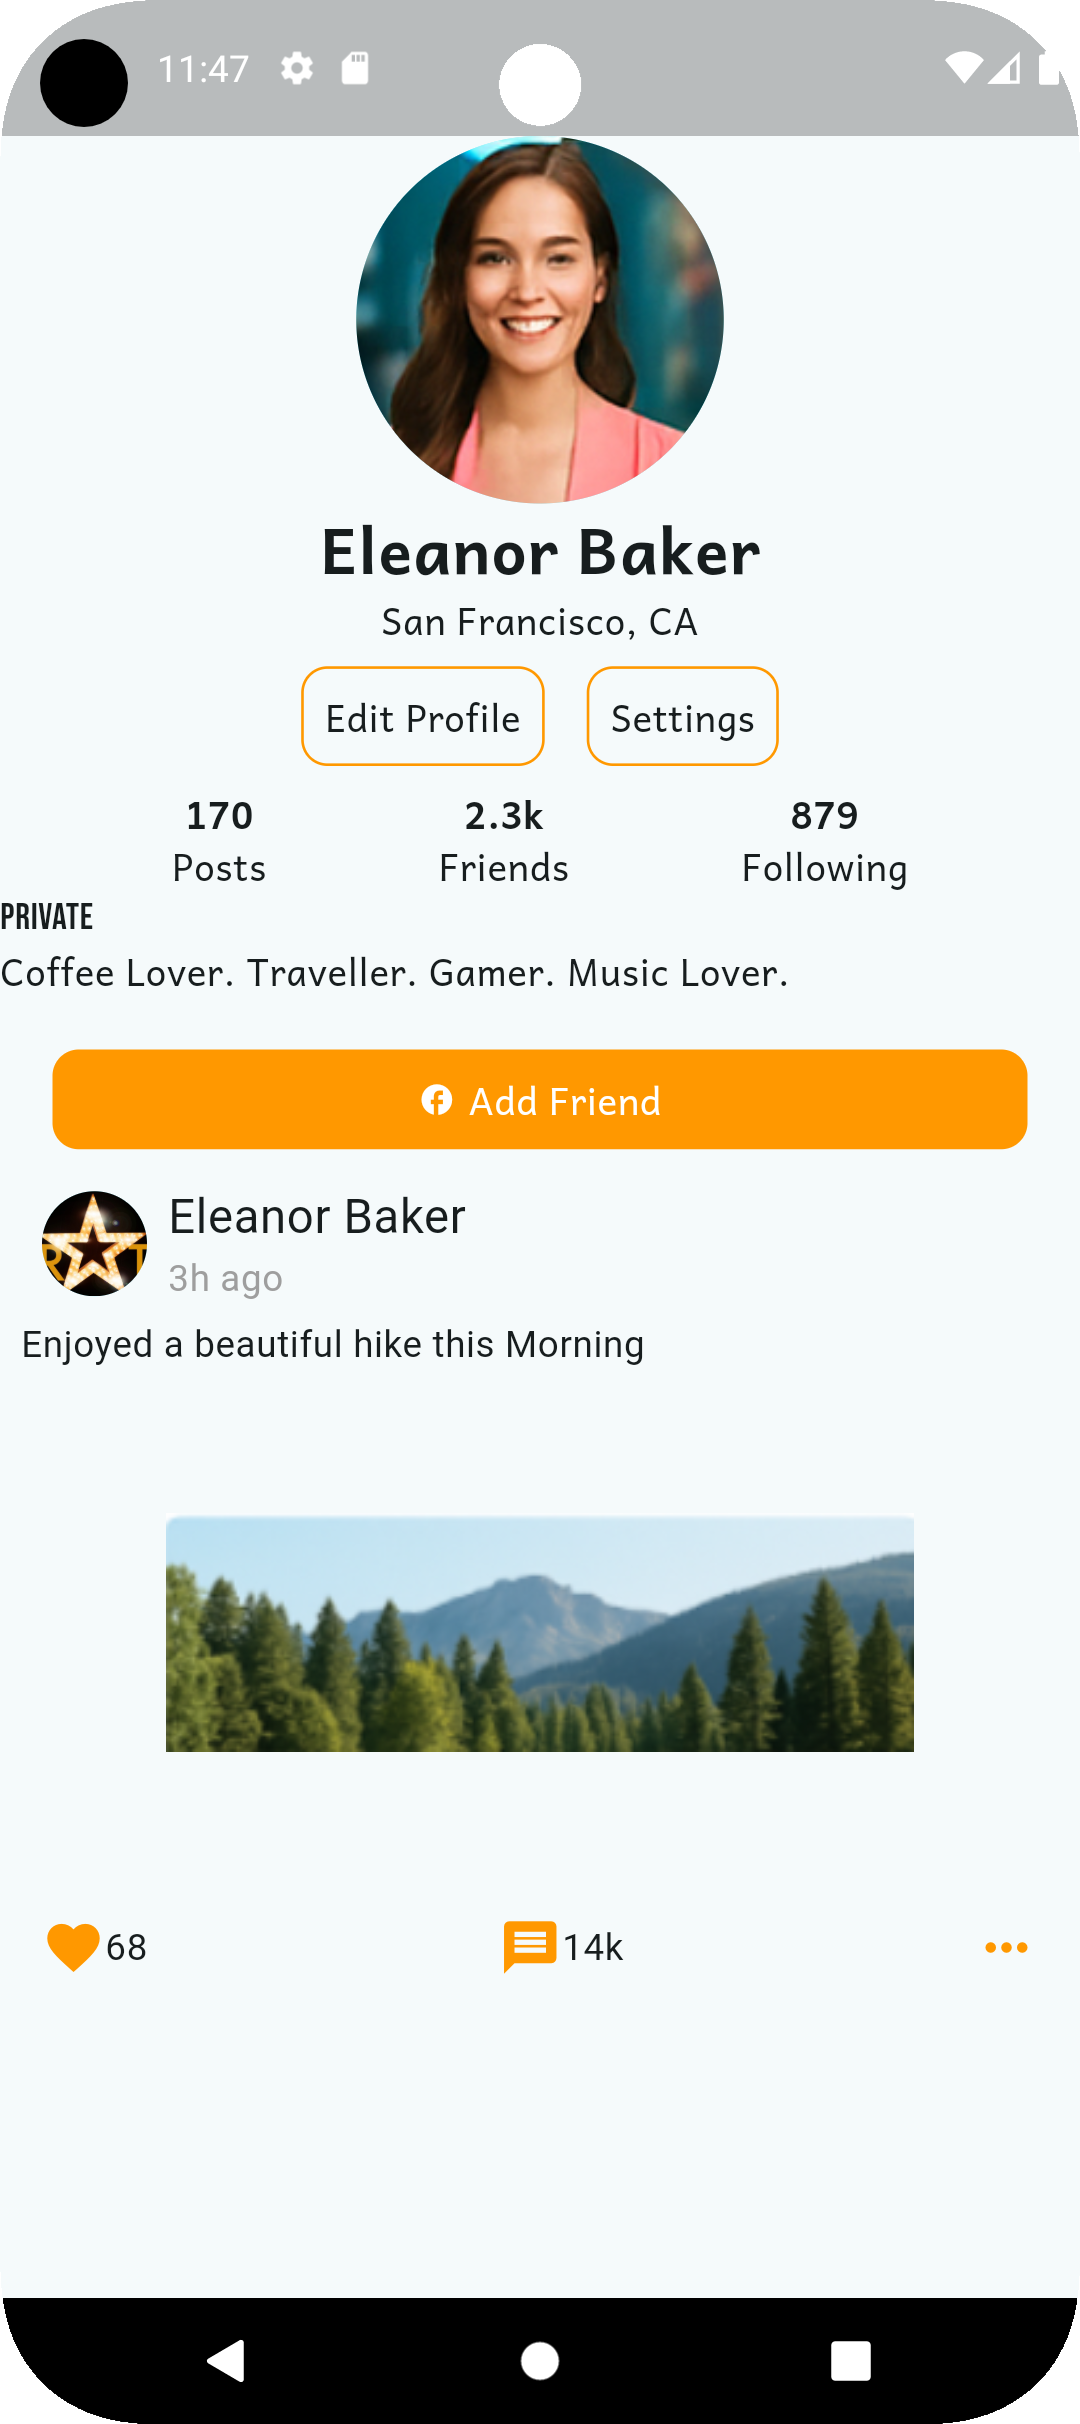 11:47
Eleanor Baker
San Francisco, CA
Edit Profile Settings
170 2.3k 879
Posts Friends Following
PRIVATE
Coffee Lover. Traveller. Gamer. Music Lover.
Add Friend
Eleanor Baker
3h ago
Enjoyed a beautiful hike this Morning
68 14k